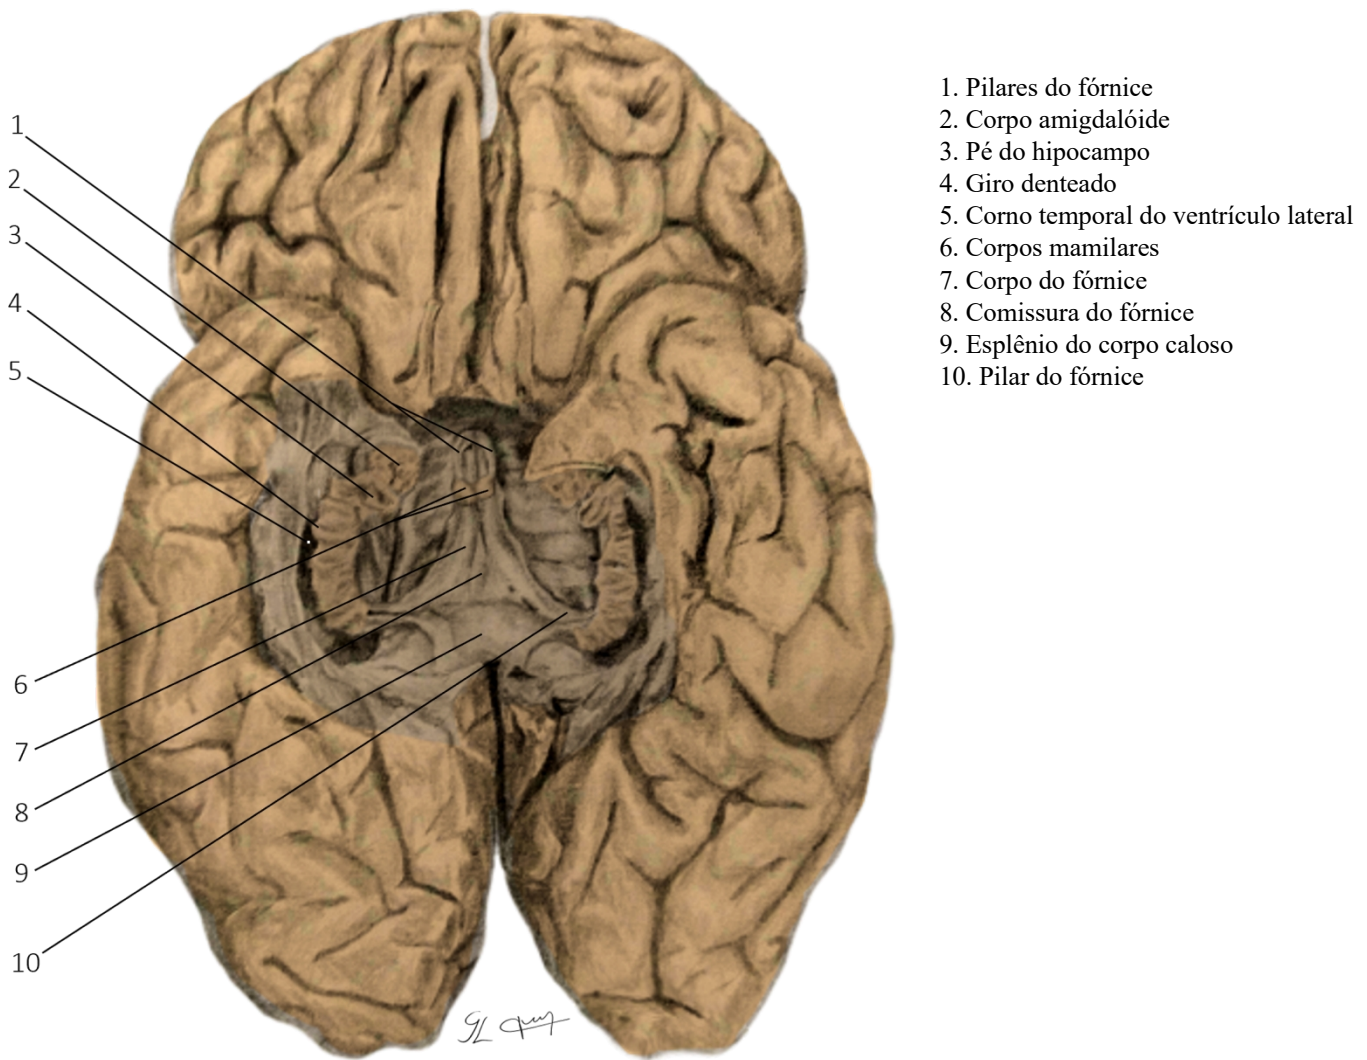 1
2
3
4
5
6
7
8
9
10
1. Pilares do fórnice
2. Corpo amigdalóide
3. Pé do hipocampo
4. Giro denteado
5. Corno temporal do ventrículo lateral
6. Corpos mamilares
7. Corpo do fórnice
8. Comissura do fórnice
9. Esplênio do corpo caloso
10. Pilar do fórnice